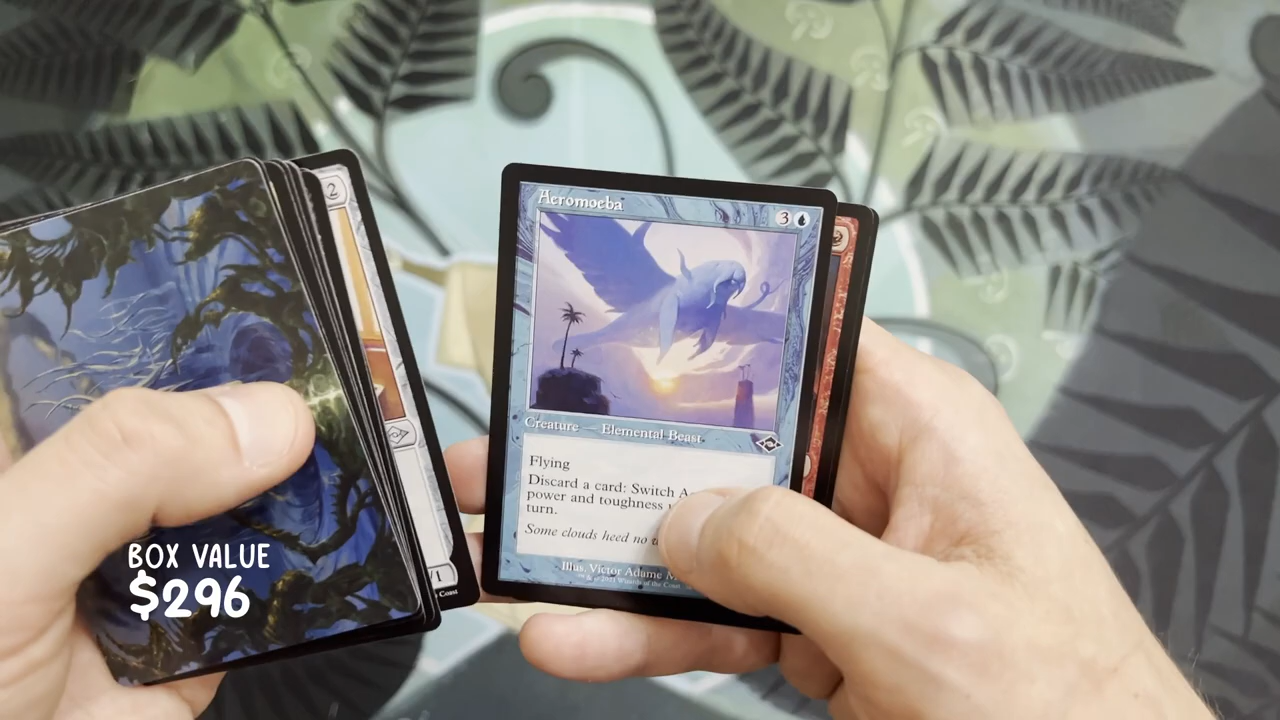 2
Aeromoeba
3
Creature — Elemental Beast
Flying
Discard a card: Switch A
power and toughness
turn.
Some clouds heed no
Illus. Victor Adame M
/1
Coast
BOX VALUE
$296